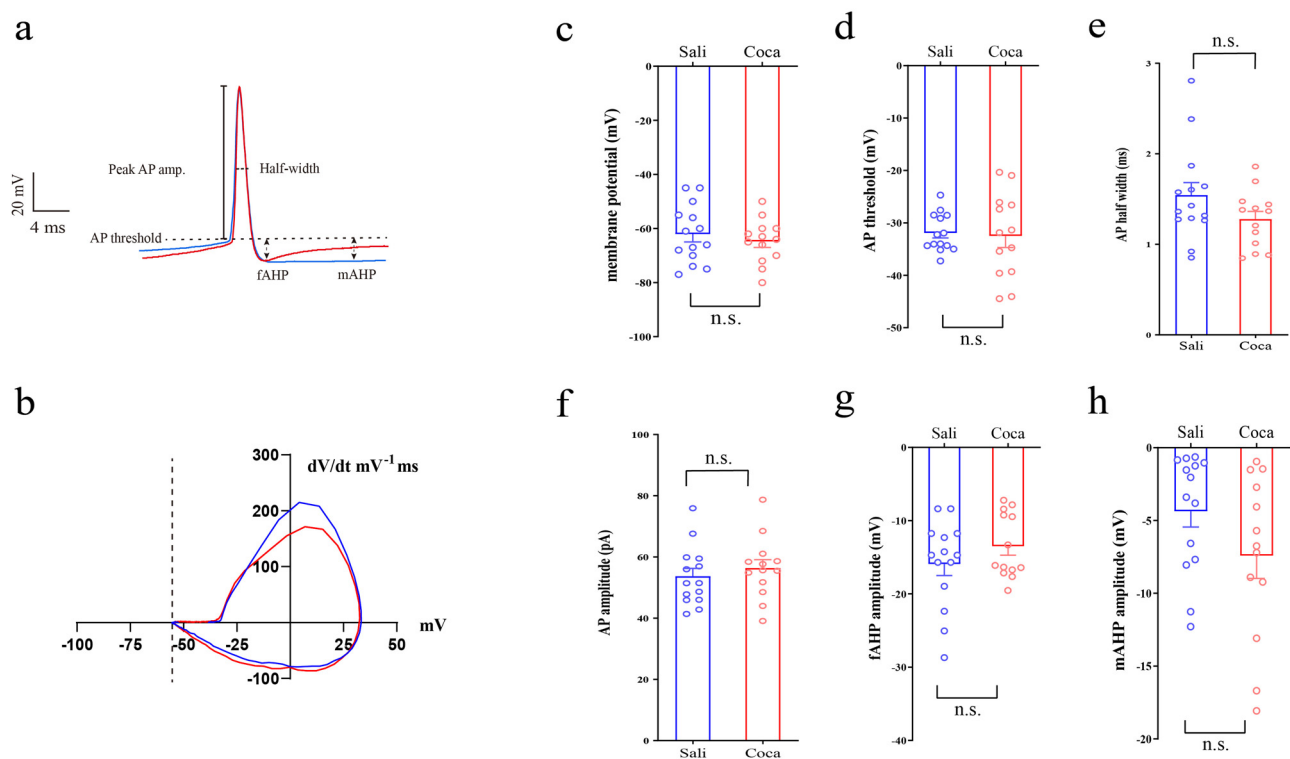 a
Peak AP amp.
Half-width
20 mV
4 ms
AP threshold
fAHP
mAHP
b
300
dV/dt mV-1 ms
200
100
mV
-100
-75
-50
-25
0
25
50
-100
c
Sali
Coca
0
-20
-40
-60
-80
-100
membrane potential (mV)
n.s.
d
Sali
Coca
0
-10
-20
-30
-40
-50
AP threshold (mV)
n.s.
e
n.s.
3
2
1
0
AP half width (ms)
Sali
Coca
f
100
80
60
40
20
0
AP amplitude (pA)
n.s.
Sali
Coca
g
Sali
Coca
0
-10
-20
-30
-40
fAHP amplitude (mV)
n.s.
h
Sali
Coca
0
-5
-10
-15
-20
mAHP amplitude (mV)
n.s.